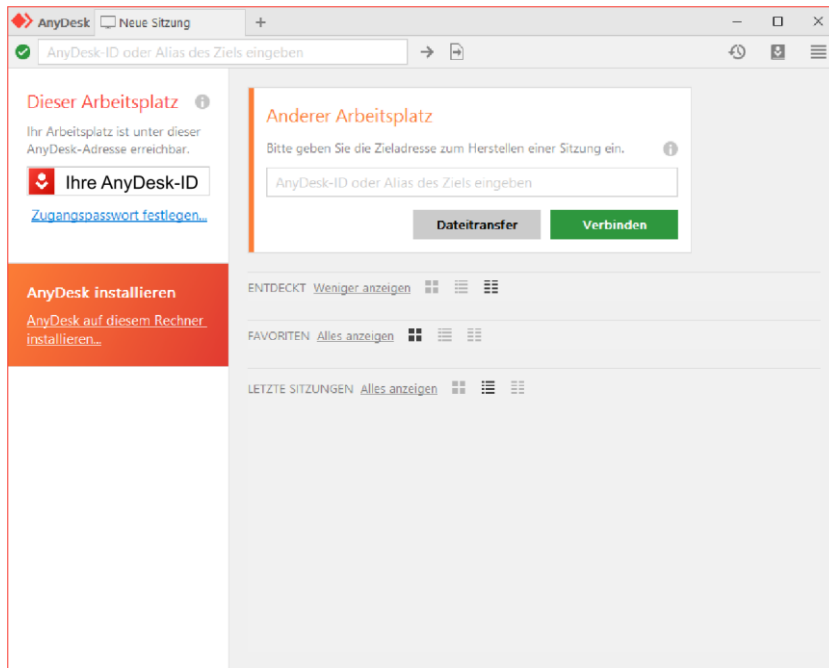 AnyDesk Neue Sitzung +
AnyDesk-ID oder Alias des Ziels eingeben
Dieser Arbeitsplatz
Ihr Arbeitsplatz ist unter dieser
AnyDesk-Adresse erreichbar.
Ihre AnyDesk-ID
Zugangspasswort festlegen...
AnyDesk installieren
AnyDesk auf diesem Rechner
installieren...
Anderer Arbeitsplatz
Bitte geben Sie die Zieladresse zum Herstellen einer Sitzung ein.
AnyDesk-ID oder Alias des Ziels eingeben
Dateitransfer Verbinden
ENTDECKT Weniger anzeigen
FAVORITEN Alles anzeigen
LETZTE SITZUNGEN Alles anzeigen